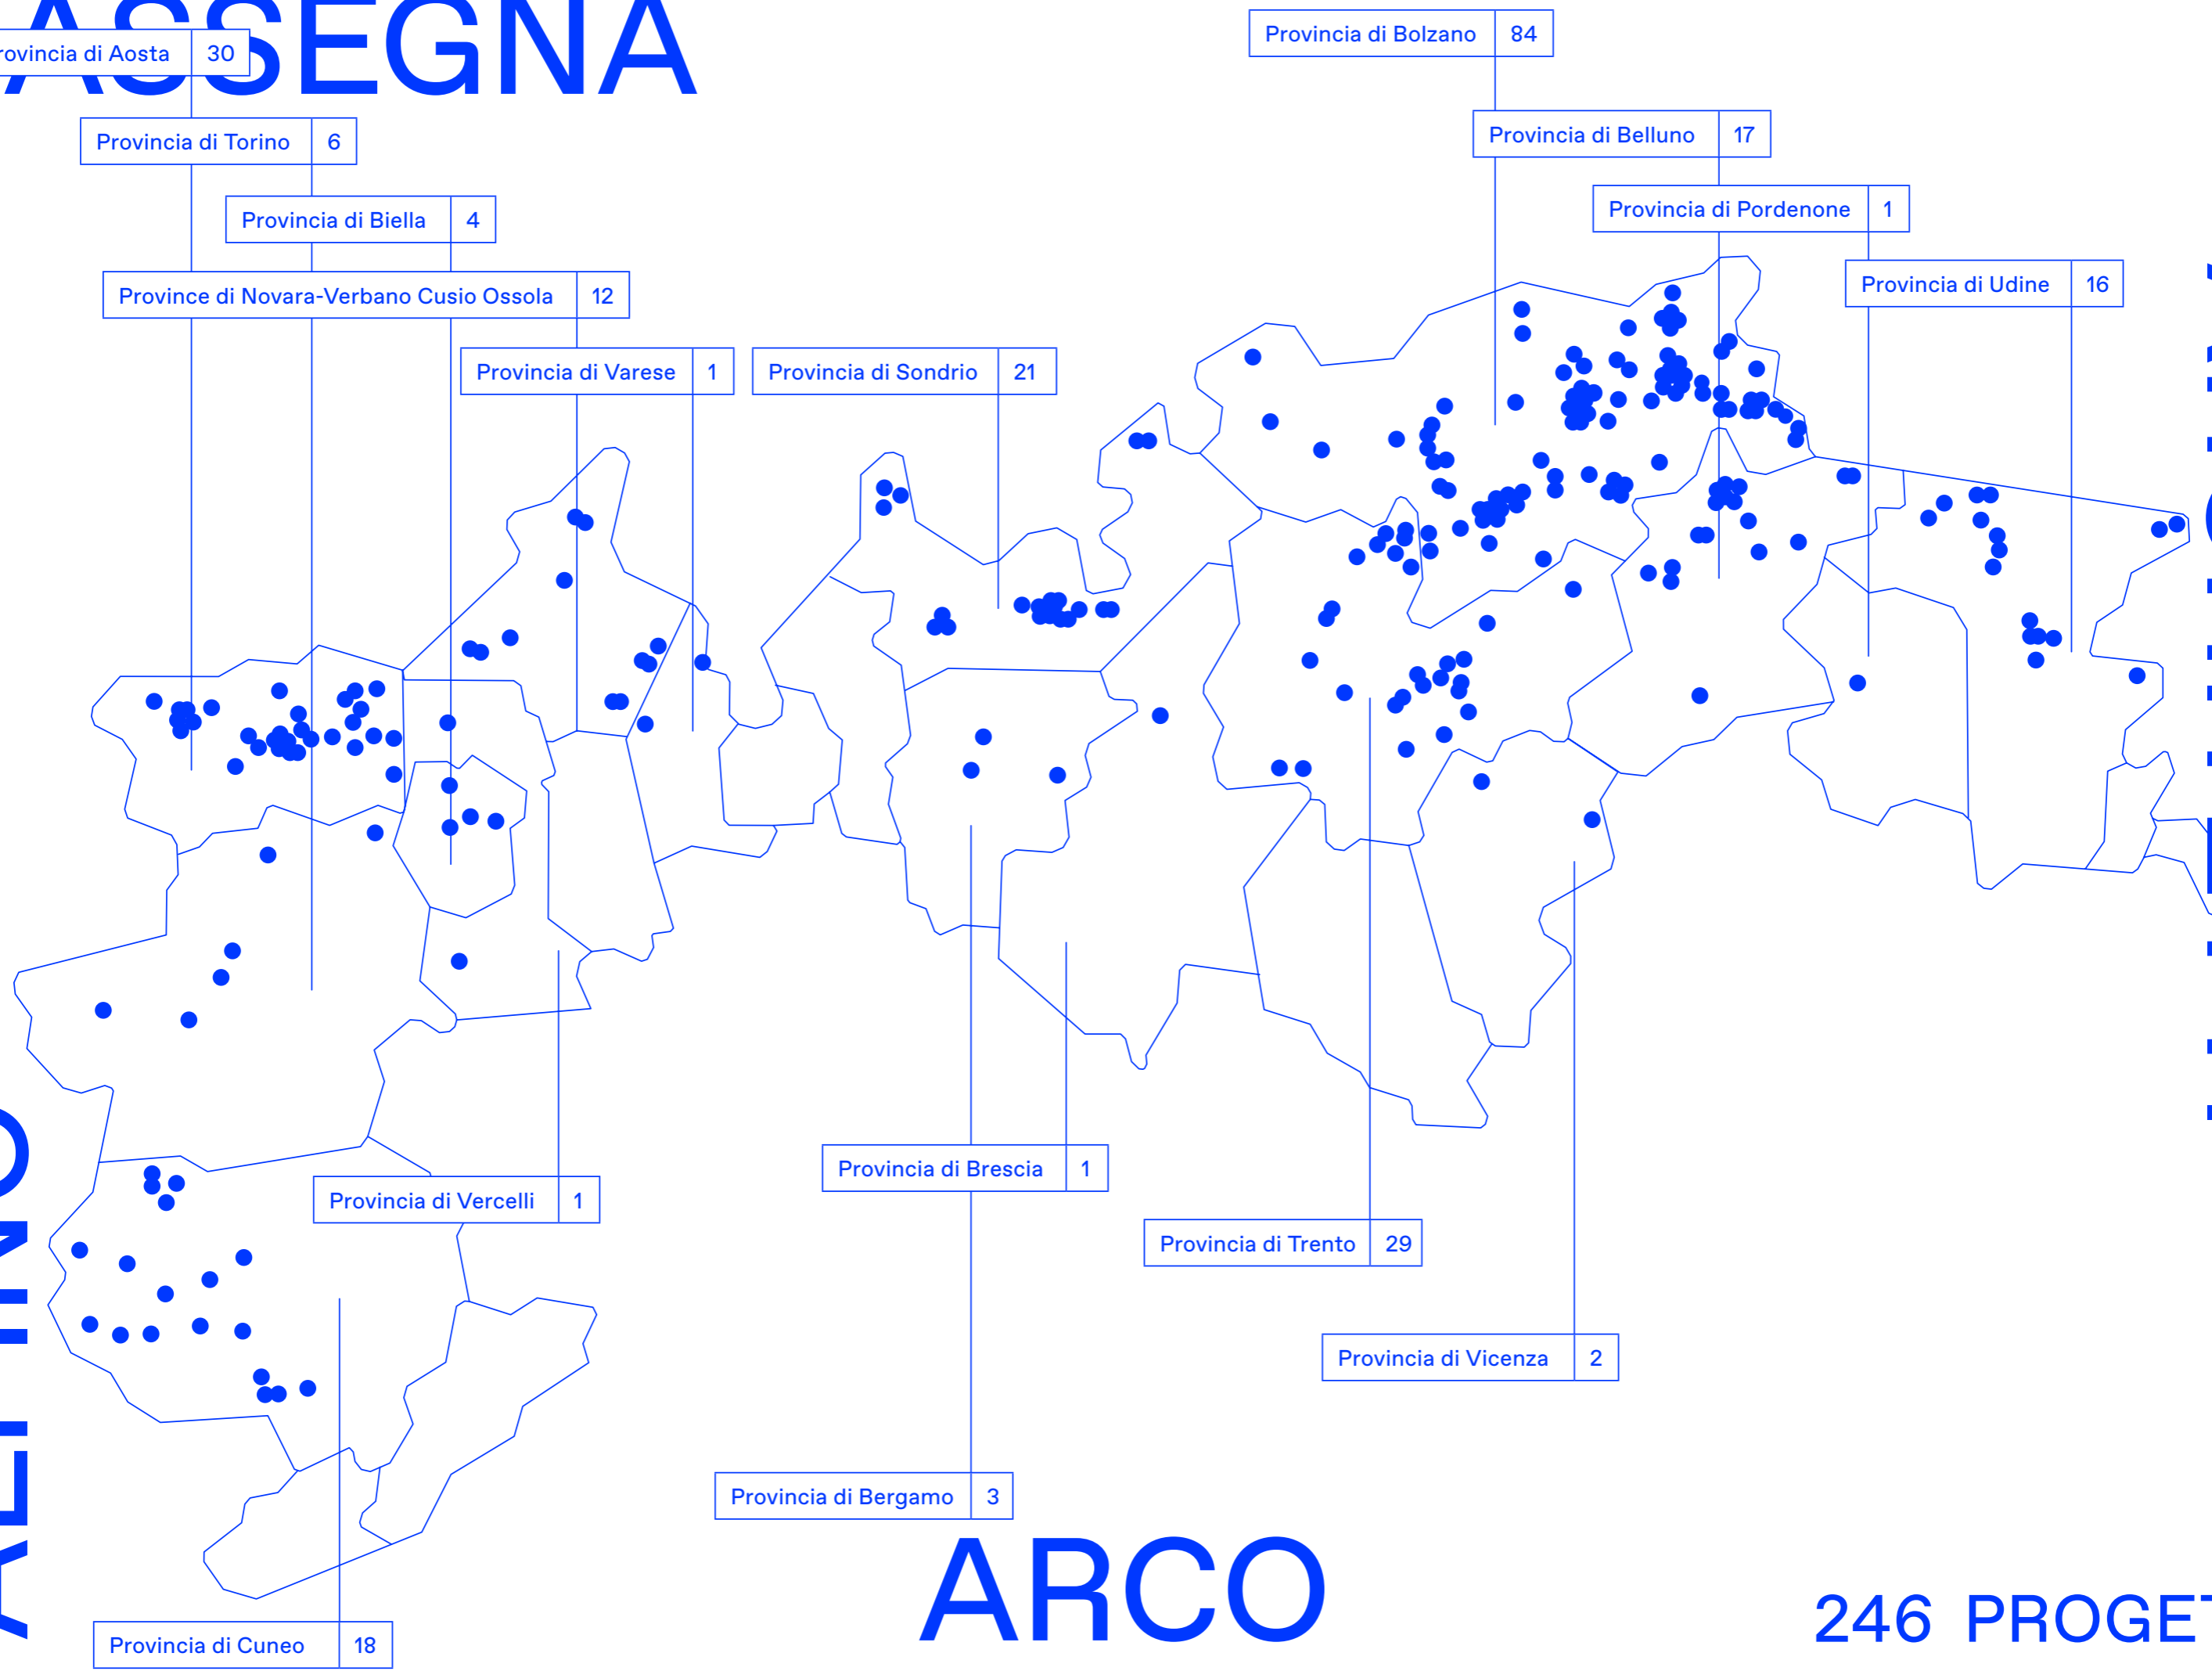 ASSEGNA
rovincia di Aosta 30
Provincia di Torino 6
Provincia di Biella 4
Province di Novara-Verbano Cusio Ossola 12
Provincia di Varese 1
Provincia di Sondrio 21
Provincia di Bolzano 84
Provincia di Belluno 17
Provincia di Pordenone 1
Provincia di Udine 16
Provincia di Vercelli 1
Provincia di Brescia 1
Provincia di Trento 29
Provincia di Vicenza 2
Provincia di Bergamo 3
Provincia di Cuneo 18
ARCO
246 PROGET